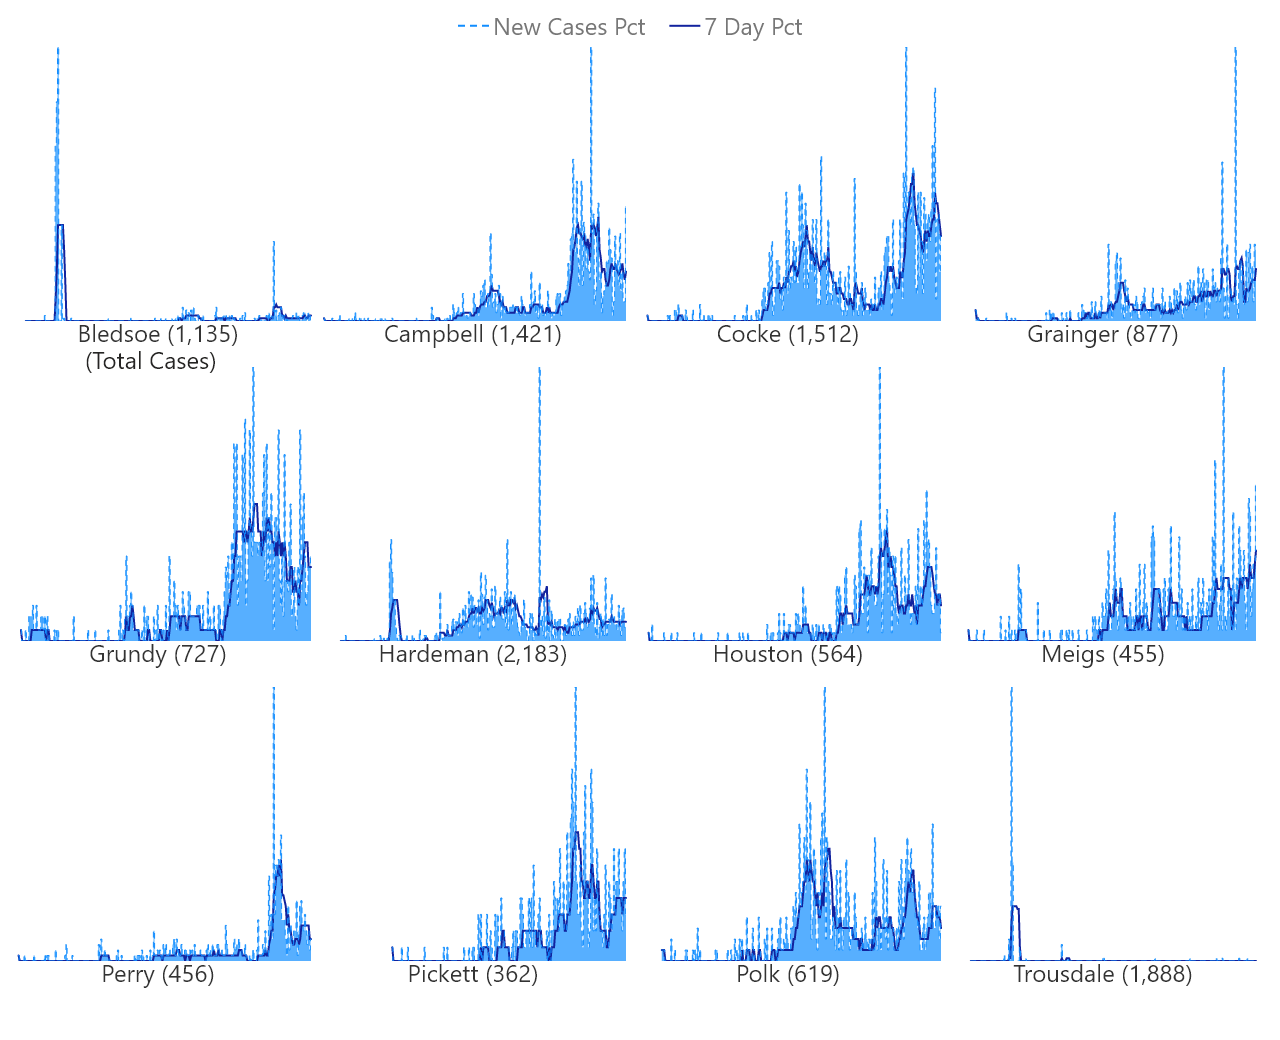 New Cases Pct 7 Day Pct
Bledsoe (1,135) Campbell (1,421) Cocke (1,512) Grainger (877)
(Total Cases)
Grundy (727) Hardeman (2,183) Houston (564) Meigs (455)
Perry (456) Pickett (362) Polk (619) Trousdale (1,888)